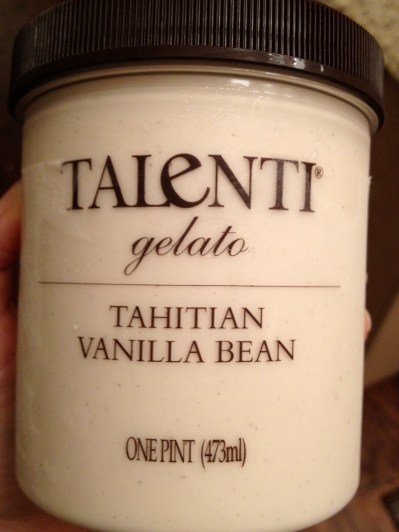 TALeNTI®
gelato
TAHITIAN
VANILLA BEAN
ONE PINT (473ml)